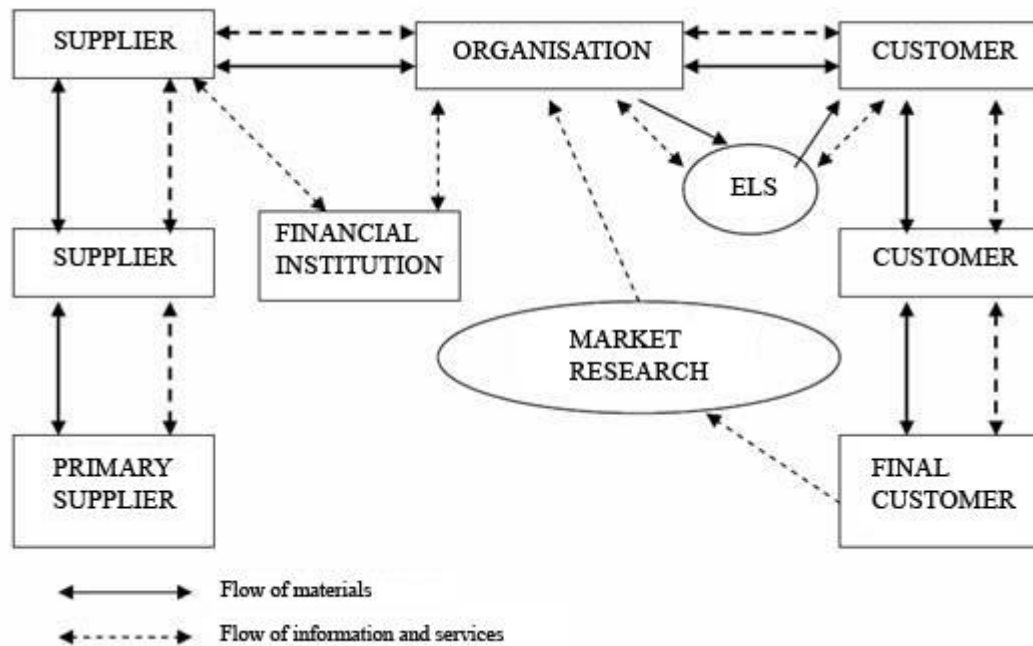 SUPPLIER
ORGANISATION
CUSTOMER
ELS
SUPPLIER
FINANCIAL
INSTITUTION
CUSTOMER
MARKET
RESEARCH
PRIMARY
SUPPLIER
FINAL
CUSTOMER
Flow of materials
Flow of information and services